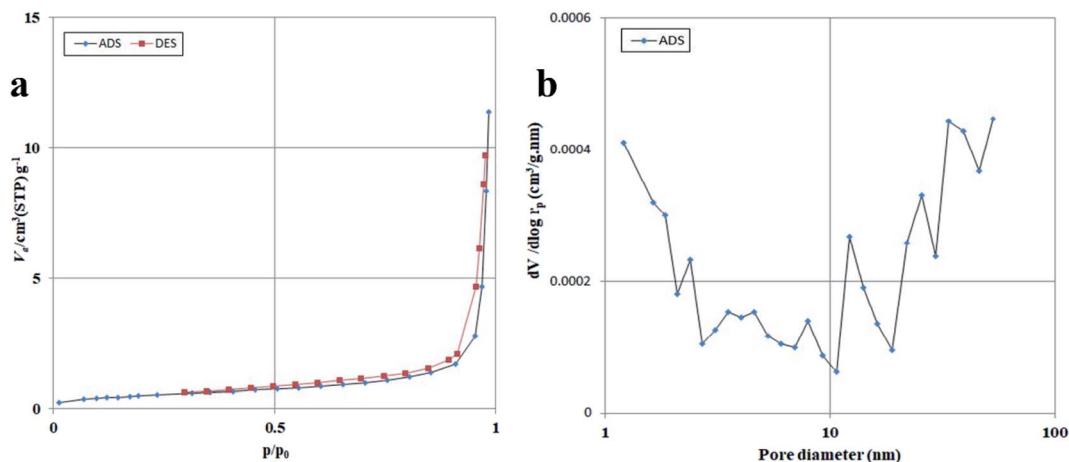 a
15
10
5
0
ADS DES
Va/cm³(STP) g⁻¹
0 0.5 1
p/p₀
b
0.0006
0.0004
0.0002
0
ADS
dV /dlog rₚ (cm³/g.nm)
1 10 100
Pore diameter (nm)